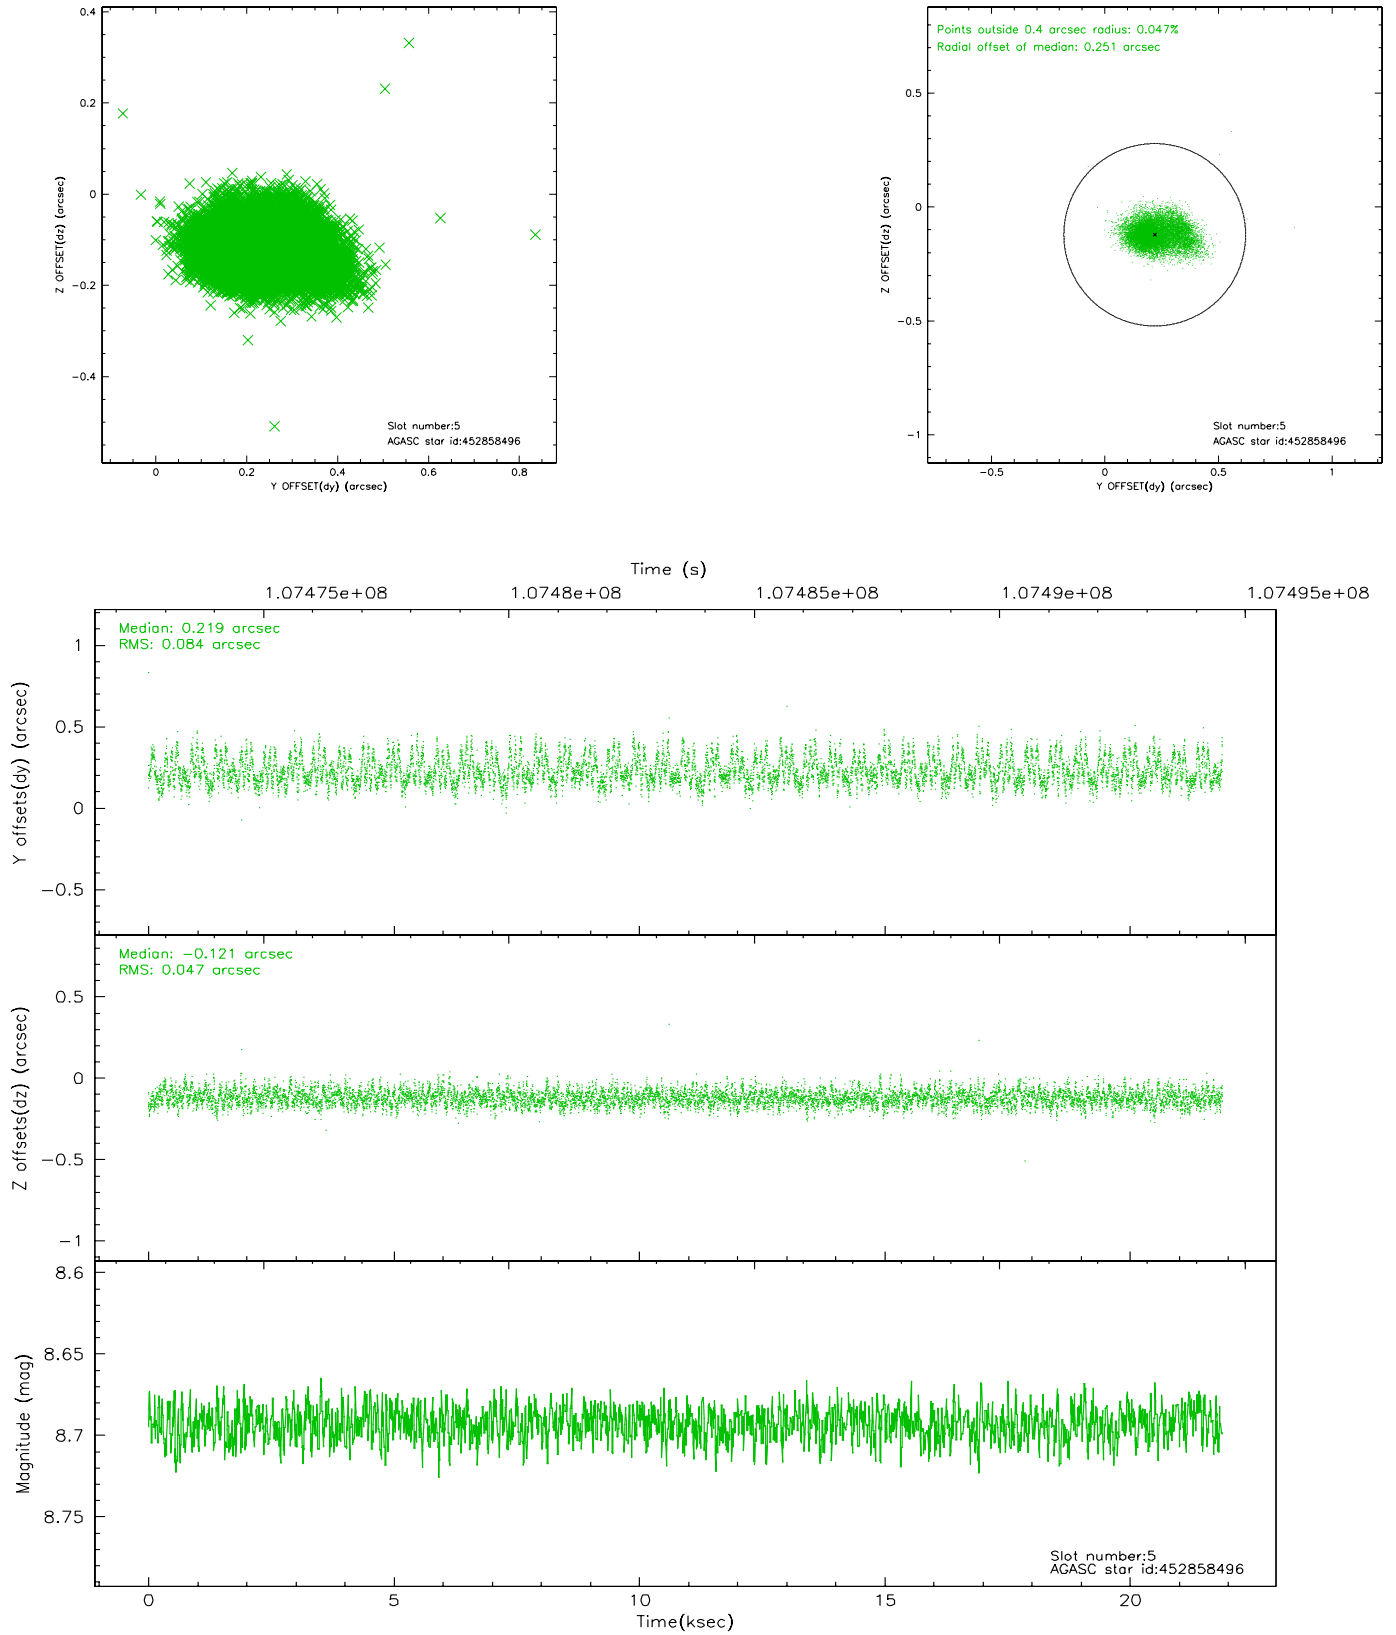 0.4
0.2
0
−0.2
−0.4
Z OFFSET(dz) (arcsec)
Slot number:5
AGASC star id:452858496
0 0.2 0.4 0.6 0.8
Y OFFSET(dy) (arcsec)
Points outside 0.4 arcsec radius: 0.047%
Radial offset of median: 0.251 arcsec
0.5
0
−0.5
−1
Z OFFSET(dz) (arcsec)
Slot number:5
AGASC star id:452858496
−0.5 0 0.5 1
Y OFFSET(dy) (arcsec)
Time (s)
1.07475e+08 1.0748e+08 1.07485e+08 1.0749e+08 1.07495e+08
Median: 0.219 arcsec
RMS: 0.084 arcsec
1
0.5
0
−0.5
Y offsets(dy) (arcsec)
Median: −0.121 arcsec
RMS: 0.047 arcsec
0.5
0
−0.5
−1
Z offsets(dz) (arcsec)
8.6
8.65
8.7
8.75
Magnitude (mag)
Slot number:5
AGASC star id:452858496
0 5 10 15 20
Time(ksec)